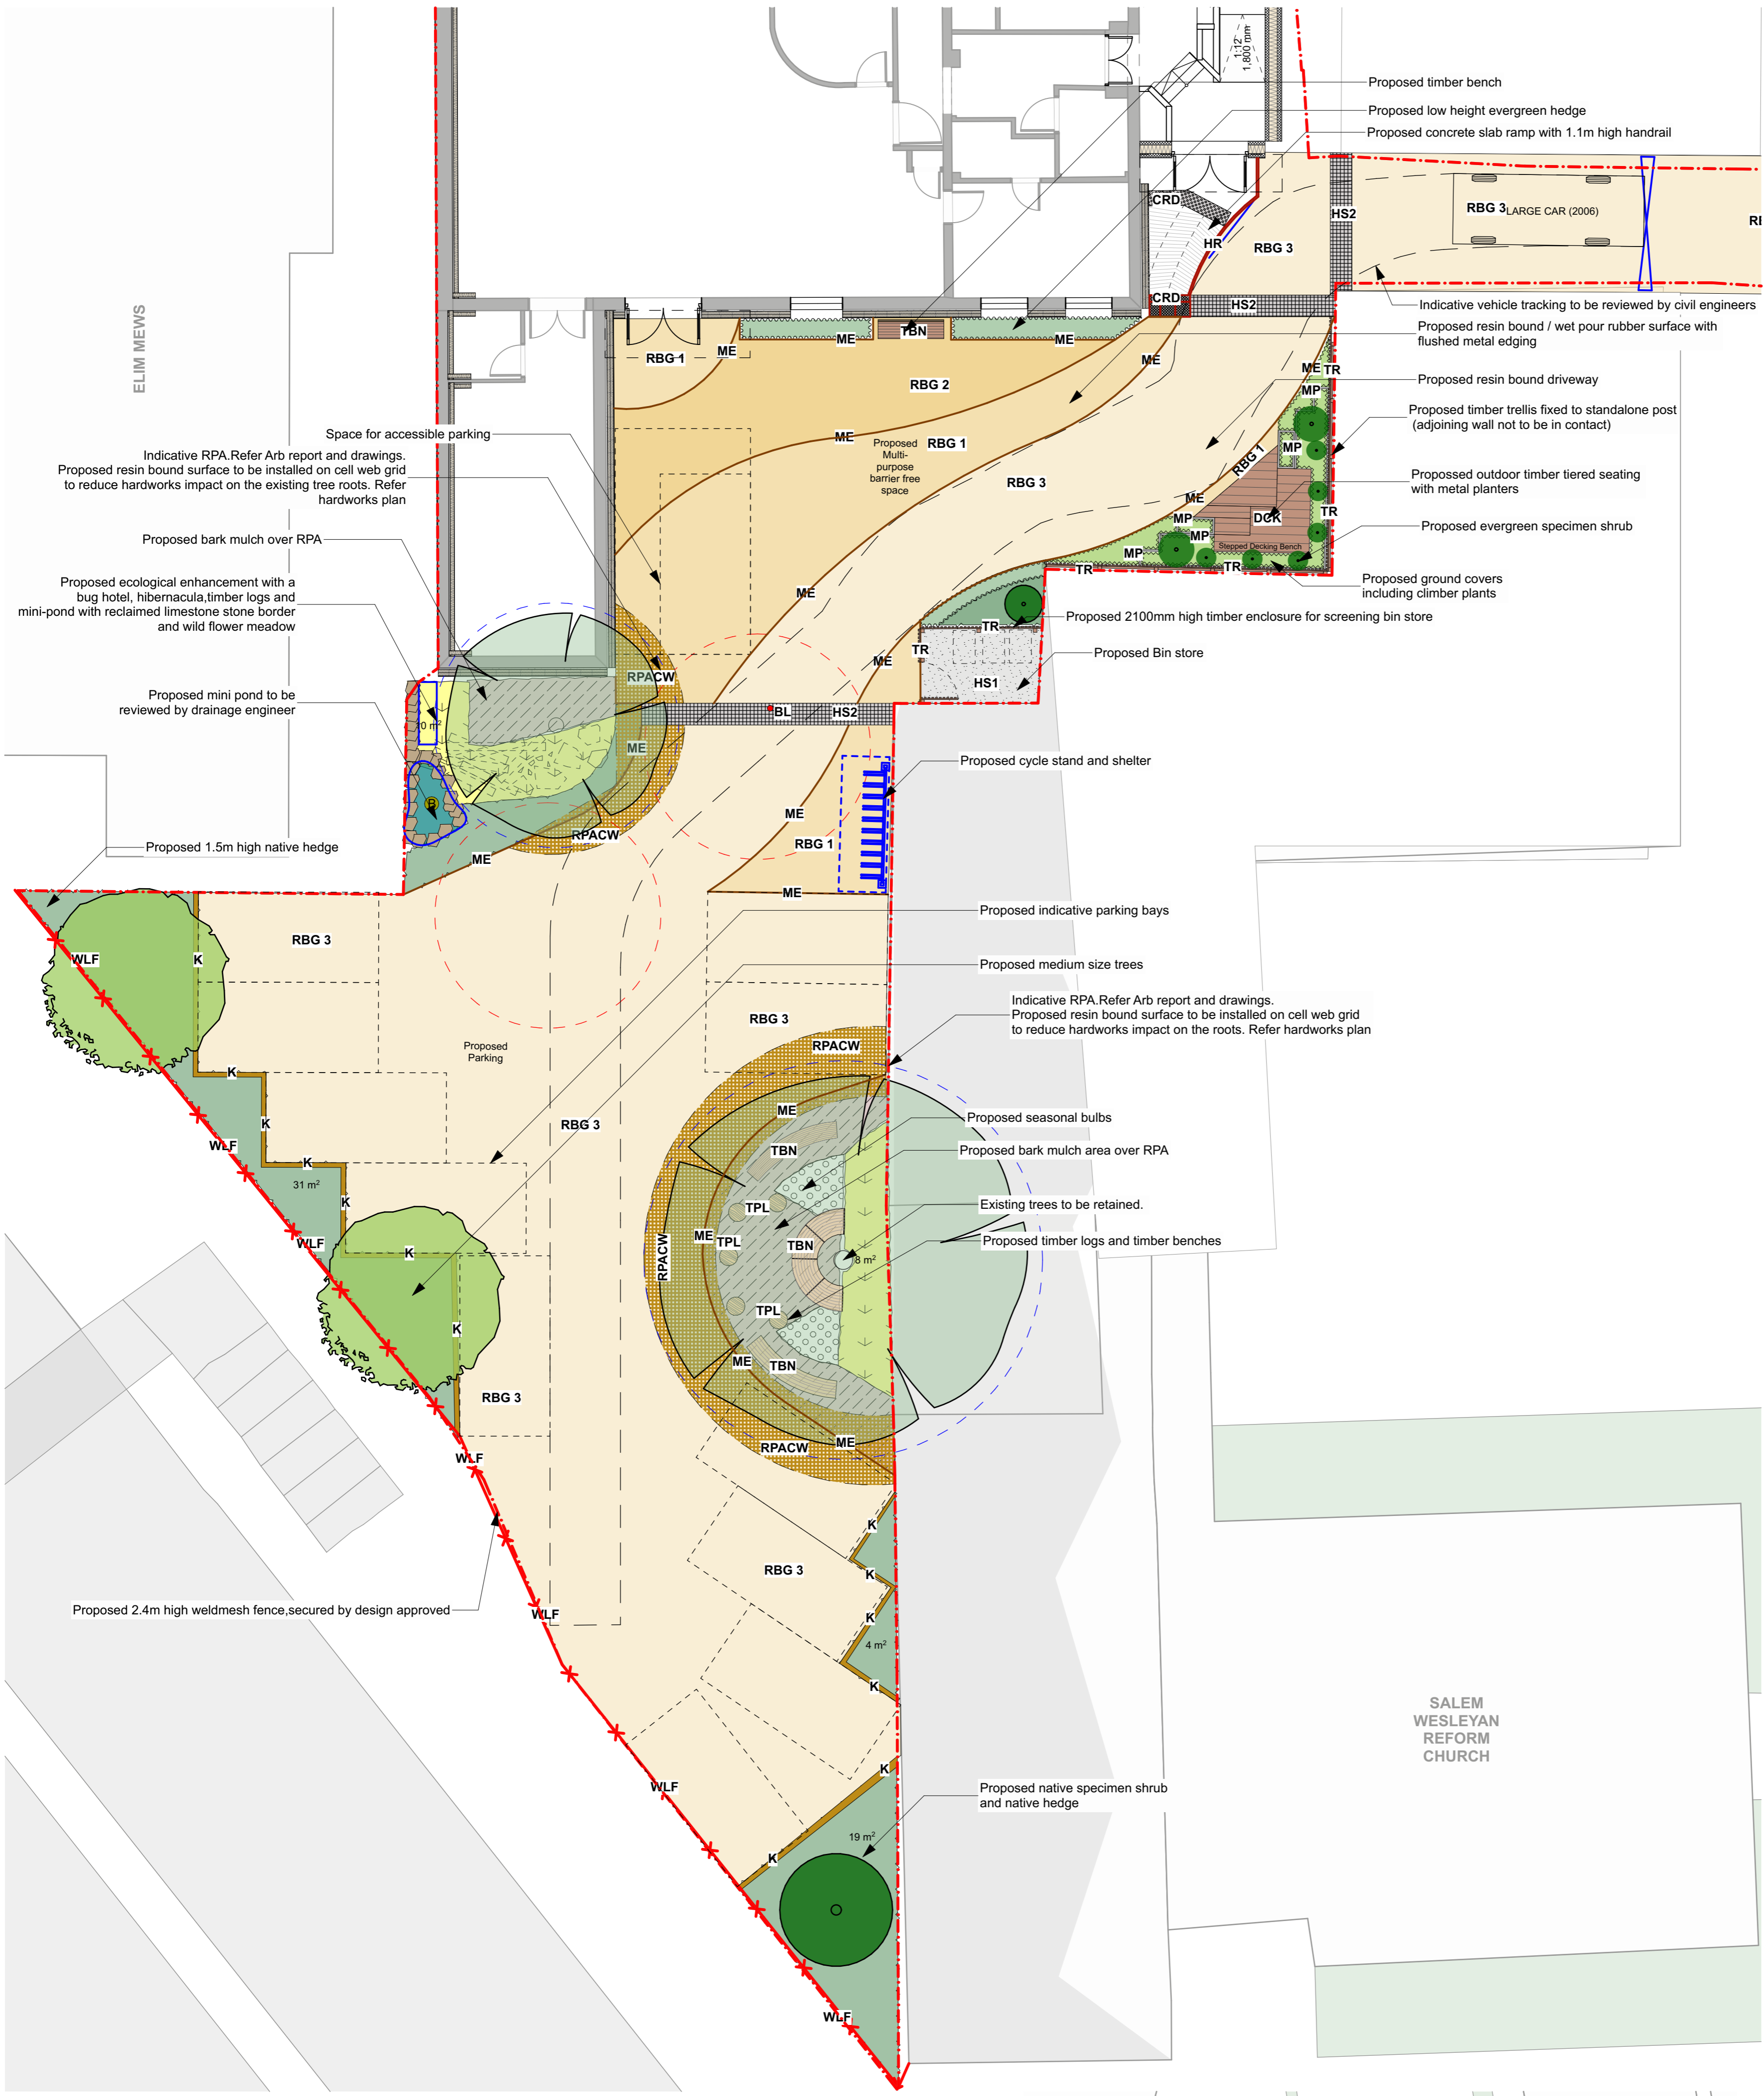 1:12
1,800 mm
Proposed timber bench
Proposed low height evergreen hedge
Proposed concrete slab ramp with 1.1m high handrail
CRD
HR
RBG 3
HS2
RBG 3
LARGE CAR (2006)
CRD
HS2
Indicative vehicle tracking to be reviewed by civil engineers
Proposed resin bound / wet pour rubber surface with
flushed metal edging
ELIM MEWS
RBG 1
ME
ME
TBN
ME
RBG 2
ME
ME
TR
MP
Proposed resin bound driveway
Proposed timber trellis fixed to standalone post
(adjoining wall not to be in contact)
Space for accessible parking
ME
Proposed
Multi-
purpose
barrier free
space
RBG 1
MP
RBG 1
Indicative RPA.Refer Arb report and drawings.
Proposed resin bound surface to be installed on cell web grid
to reduce hardworks impact on the existing tree roots. Refer
hardworks plan
RBG 3
ME
DCK
TR
Propossed outdoor timber tiered seating
with metal planters
MP
MP
MP
Stepped Decking Bench
Proposed evergreen specimen shrub
Proposed bark mulch over RPA
TR
TR
Proposed ground covers
including climber plants
Proposed ecological enhancement with a
bug hotel, hibernacula,timber logs and
mini-pond with reclaimed limestone stone border
and wild flower meadow
ME
TR
Proposed 2100mm high timber enclosure for screening bin store
TR
Proposed Bin store
ME
RPACW
HS1
Proposed mini pond to be
reviewed by drainage engineer
10 m²
BL
HS2
ME
Proposed cycle stand and shelter
B
ME
RPACW
RBG 1
Proposed 1.5m high native hedge
ME
ME
Proposed indicative parking bays
RBG 3
WLF
K
Proposed medium size trees
Indicative RPA.Refer Arb report and drawings.
Proposed resin bound surface to be installed on cell web grid
to reduce hardworks impact on the roots. Refer hardworks plan
RBG 3
Proposed
Parking
RPACW
K
ME
Proposed seasonal bulbs
K
RBG 3
WLF
TBN
Proposed bark mulch area over RPA
K
31 m²
K
TPL
TPL
Existing trees to be retained.
ME
TPL
TBN
Proposed timber logs and timber benches
WLF
K
RPACW
8 m²
TPL
K
ME
TBN
RBG 3
RPACW
ME
WLF
K
K
RBG 3
Proposed 2.4m high weldmesh fence,secured by design approved
WLF
K
4 m²
K
SALEM
WESLEYAN
REFORM
CHURCH
K
WLF
Proposed native specimen shrub
and native hedge
19 m²
K
WLF